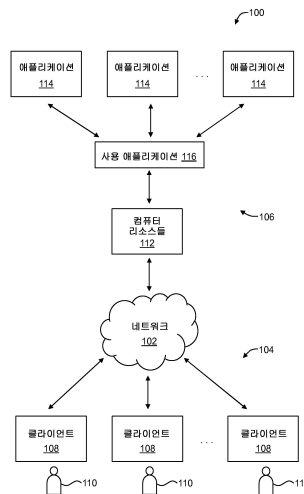 100
애플리케이션 애플리케이션 . . . 애플리케이션
114 114 114
사용 애플리케이션 116
106
컴퓨터
리소스들
112
네트워크
102
104
클라이언트 클라이언트 . . . 클라이언트
108 108 108
110 110 11